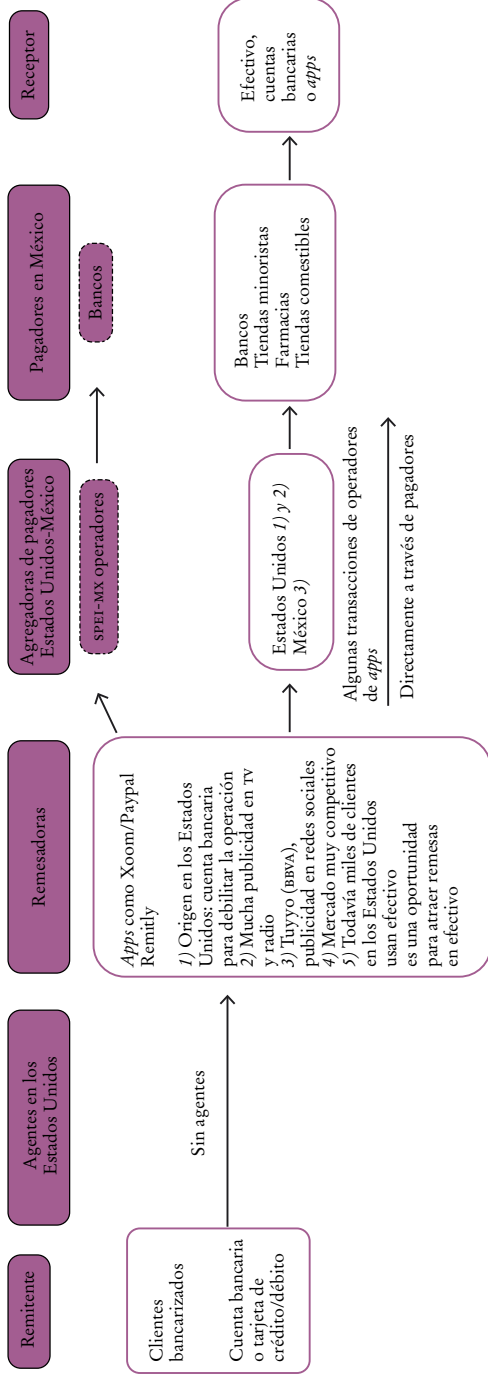 Remitente
Agentes en los
Estados Unidos
Remesadoras
Agregadoras de pagadores
Estados Unidos-México
Pagadores en México
Receptor
SPEI-MX operadores
Bancos
Clientes
bancarizados
Cuenta bancaria
o tarjeta de
crédito/débito
Sin agentes
Apps como Xoom/Paypal
Remitly
1) Origen en los Estados
Unidos: cuenta bancaria
para debilitar la operación
2) Mucha publicidad en TV
y radio
3) Tuyyo (BBVA),
publicidad en redes sociales
4) Mercado muy competitivo
5) Todavía miles de clientes
en los Estados Unidos
usan efectivo
es una oportunidad
para atraer remesas
en efectivo
Estados Unidos 1) y 2)
México 3)
Bancos
Tiendas minoristas
Farmacias
Tiendas comestibles
Efectivo,
cuentas
bancarias
o apps
Algunas transacciones de operadores
de apps
Directamente a través de pagadores